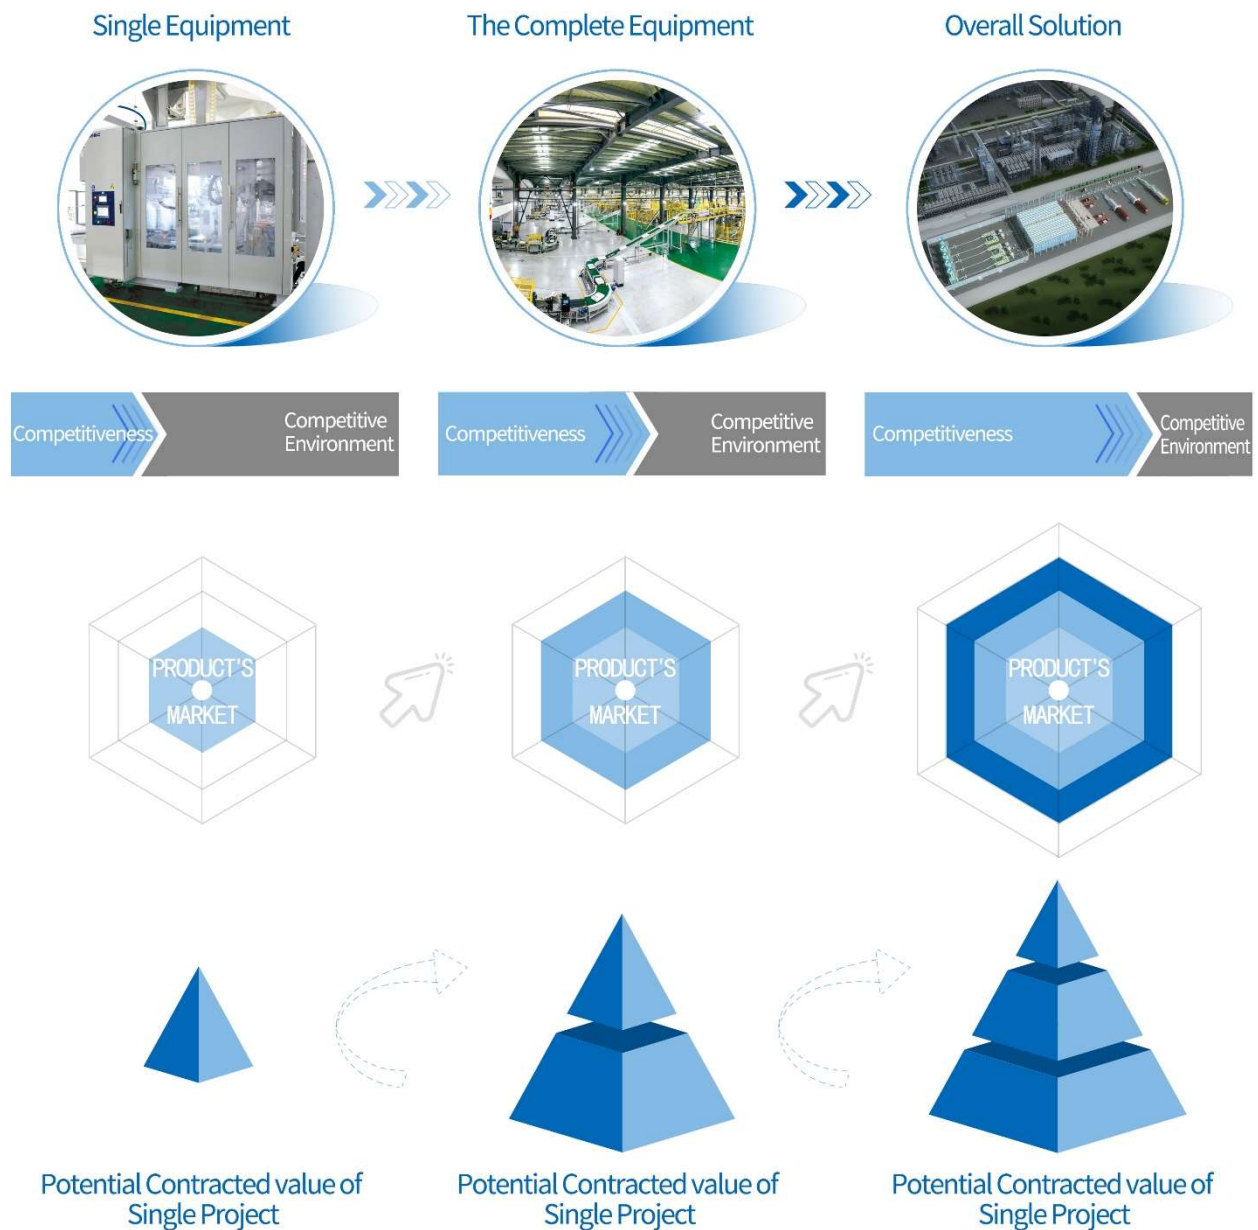 Single Equipment
The Complete Equipment
Overall Solution
Competitiveness
Competitive
Environment
Competitiveness
Competitive
Environment
Competitiveness
Competitive
Environment
PRODUCT'S
MARKET
PRODUCT'S
MARKET
PRODUCT'S
MARKET
Potential Contracted value of
Single Project
Potential Contracted value of
Single Project
Potential Contracted value of
Single Project